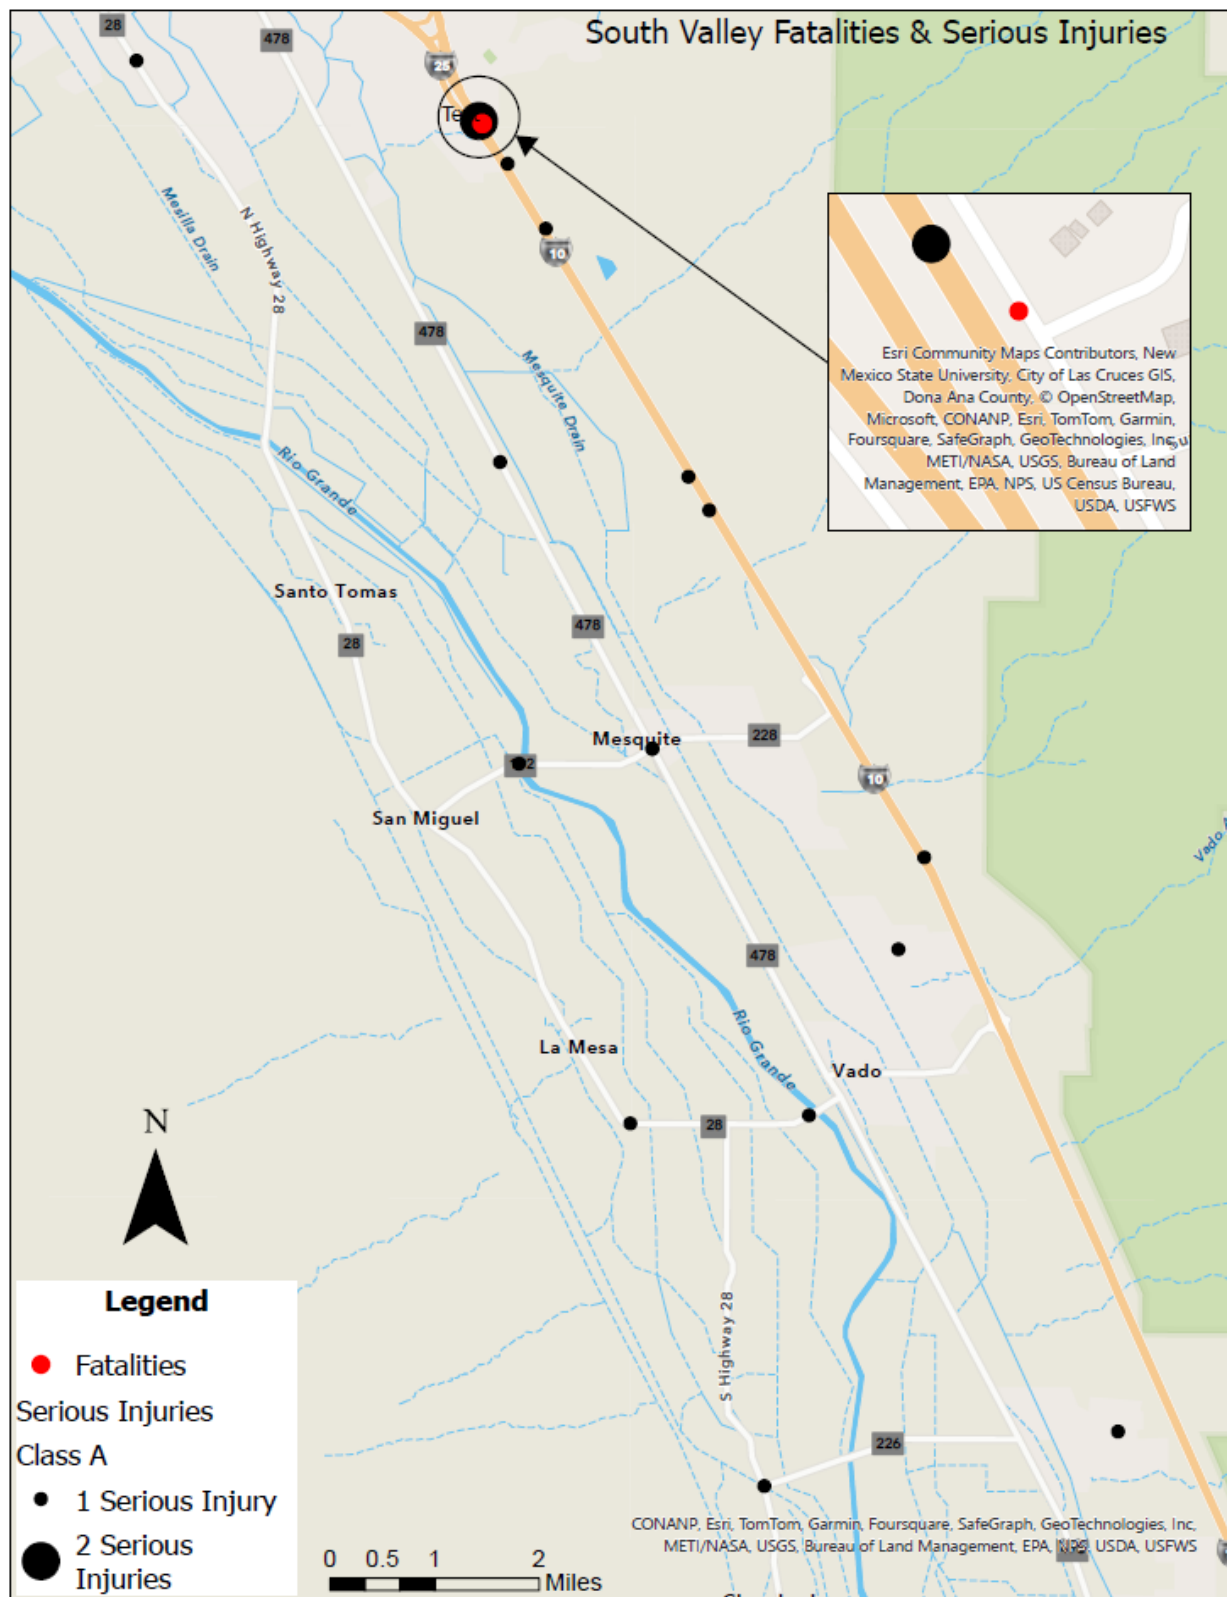 South Valley Fatalities & Serious Injuries
28
478
25
10
Mesilla Drain
N Highway 28
478
Mesquite Drain
Esri Community Maps Contributors, New
Mexico State University, City of Las Cruces GIS,
Dona Ana County, © OpenStreetMap,
Microsoft, CONANP, Esri, TomTom, Garmin,
Foursquare, SafeGraph, GeoTechnologies, Inc,
METI/NASA, USGS, Bureau of Land
Management, EPA, NPS, US Census Bureau,
USDA, USFWS
Rio Grande
Santo Tomas
28
478
Mesquite
228
10
San Miguel
Vado
478
La Mesa
Rio Grande
Vado
28
N
S Highway 28
226
Legend
Fatalities
Serious Injuries
Class A
1 Serious Injury
2 Serious
Injuries
0 0.5 1 2
Miles
CONANP, Esri, TomTom, Garmin, Foursquare, SafeGraph, GeoTechnologies, Inc,
METI/NASA, USGS, Bureau of Land Management, EPA, NPS, USDA, USFWS